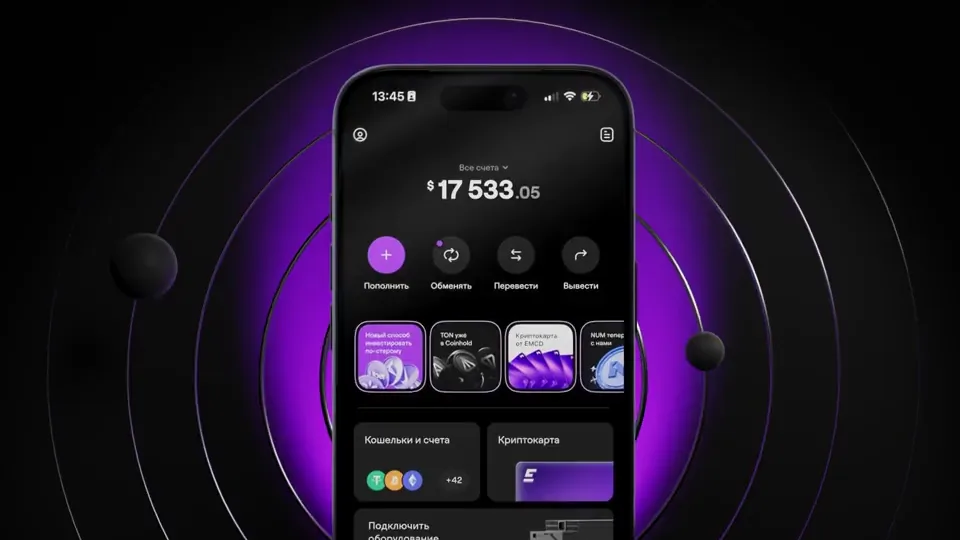 13:45
Все счета
$17 533.05
Пополнить
Обменять
Перевести
Вывести
Новый способ
инвестировать
по-старому
TON уже
в Coinhold
Криптокарта
от EMCD
NUM тепер
с нами
Кошельки и счета
+42
Криптокарта
Подключить
оборудование